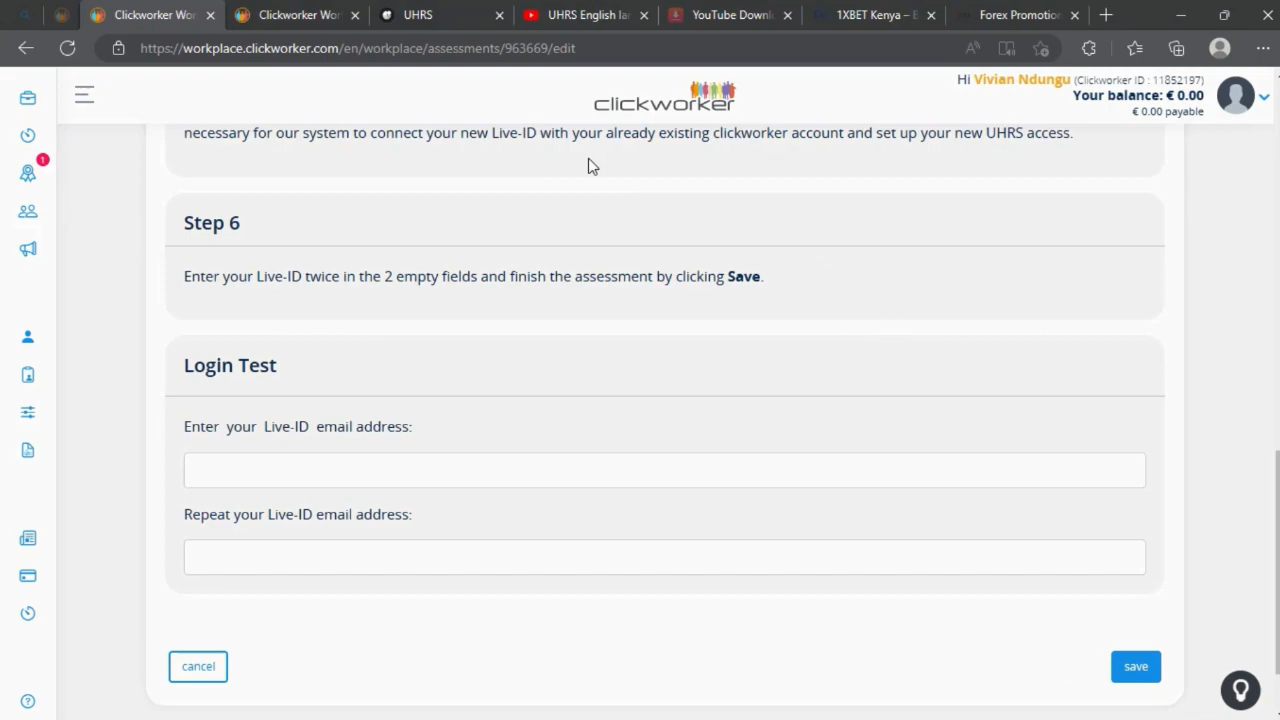 Clickworker Wor
Clickworker Wor
UHRS
UHRS English la
YouTube Downl
1XBET Kenya – B
Forex Promotio
https://workplace.clickworker.com/en/workplace/assessments/963669/edit
clickworker
Hi Vivian Ndungu (Clickworker ID : 11852197)
Your balance: € 0.00
€ 0.00 payable
1
necessary for our system to connect your new Live-ID with your already existing clickworker account and set up your new UHRS access.
Step 6
Enter your Live-ID twice in the 2 empty fields and finish the assessment by clicking Save.
Login Test
Enter your Live-ID email address:
Repeat your Live-ID email address:
cancel
save